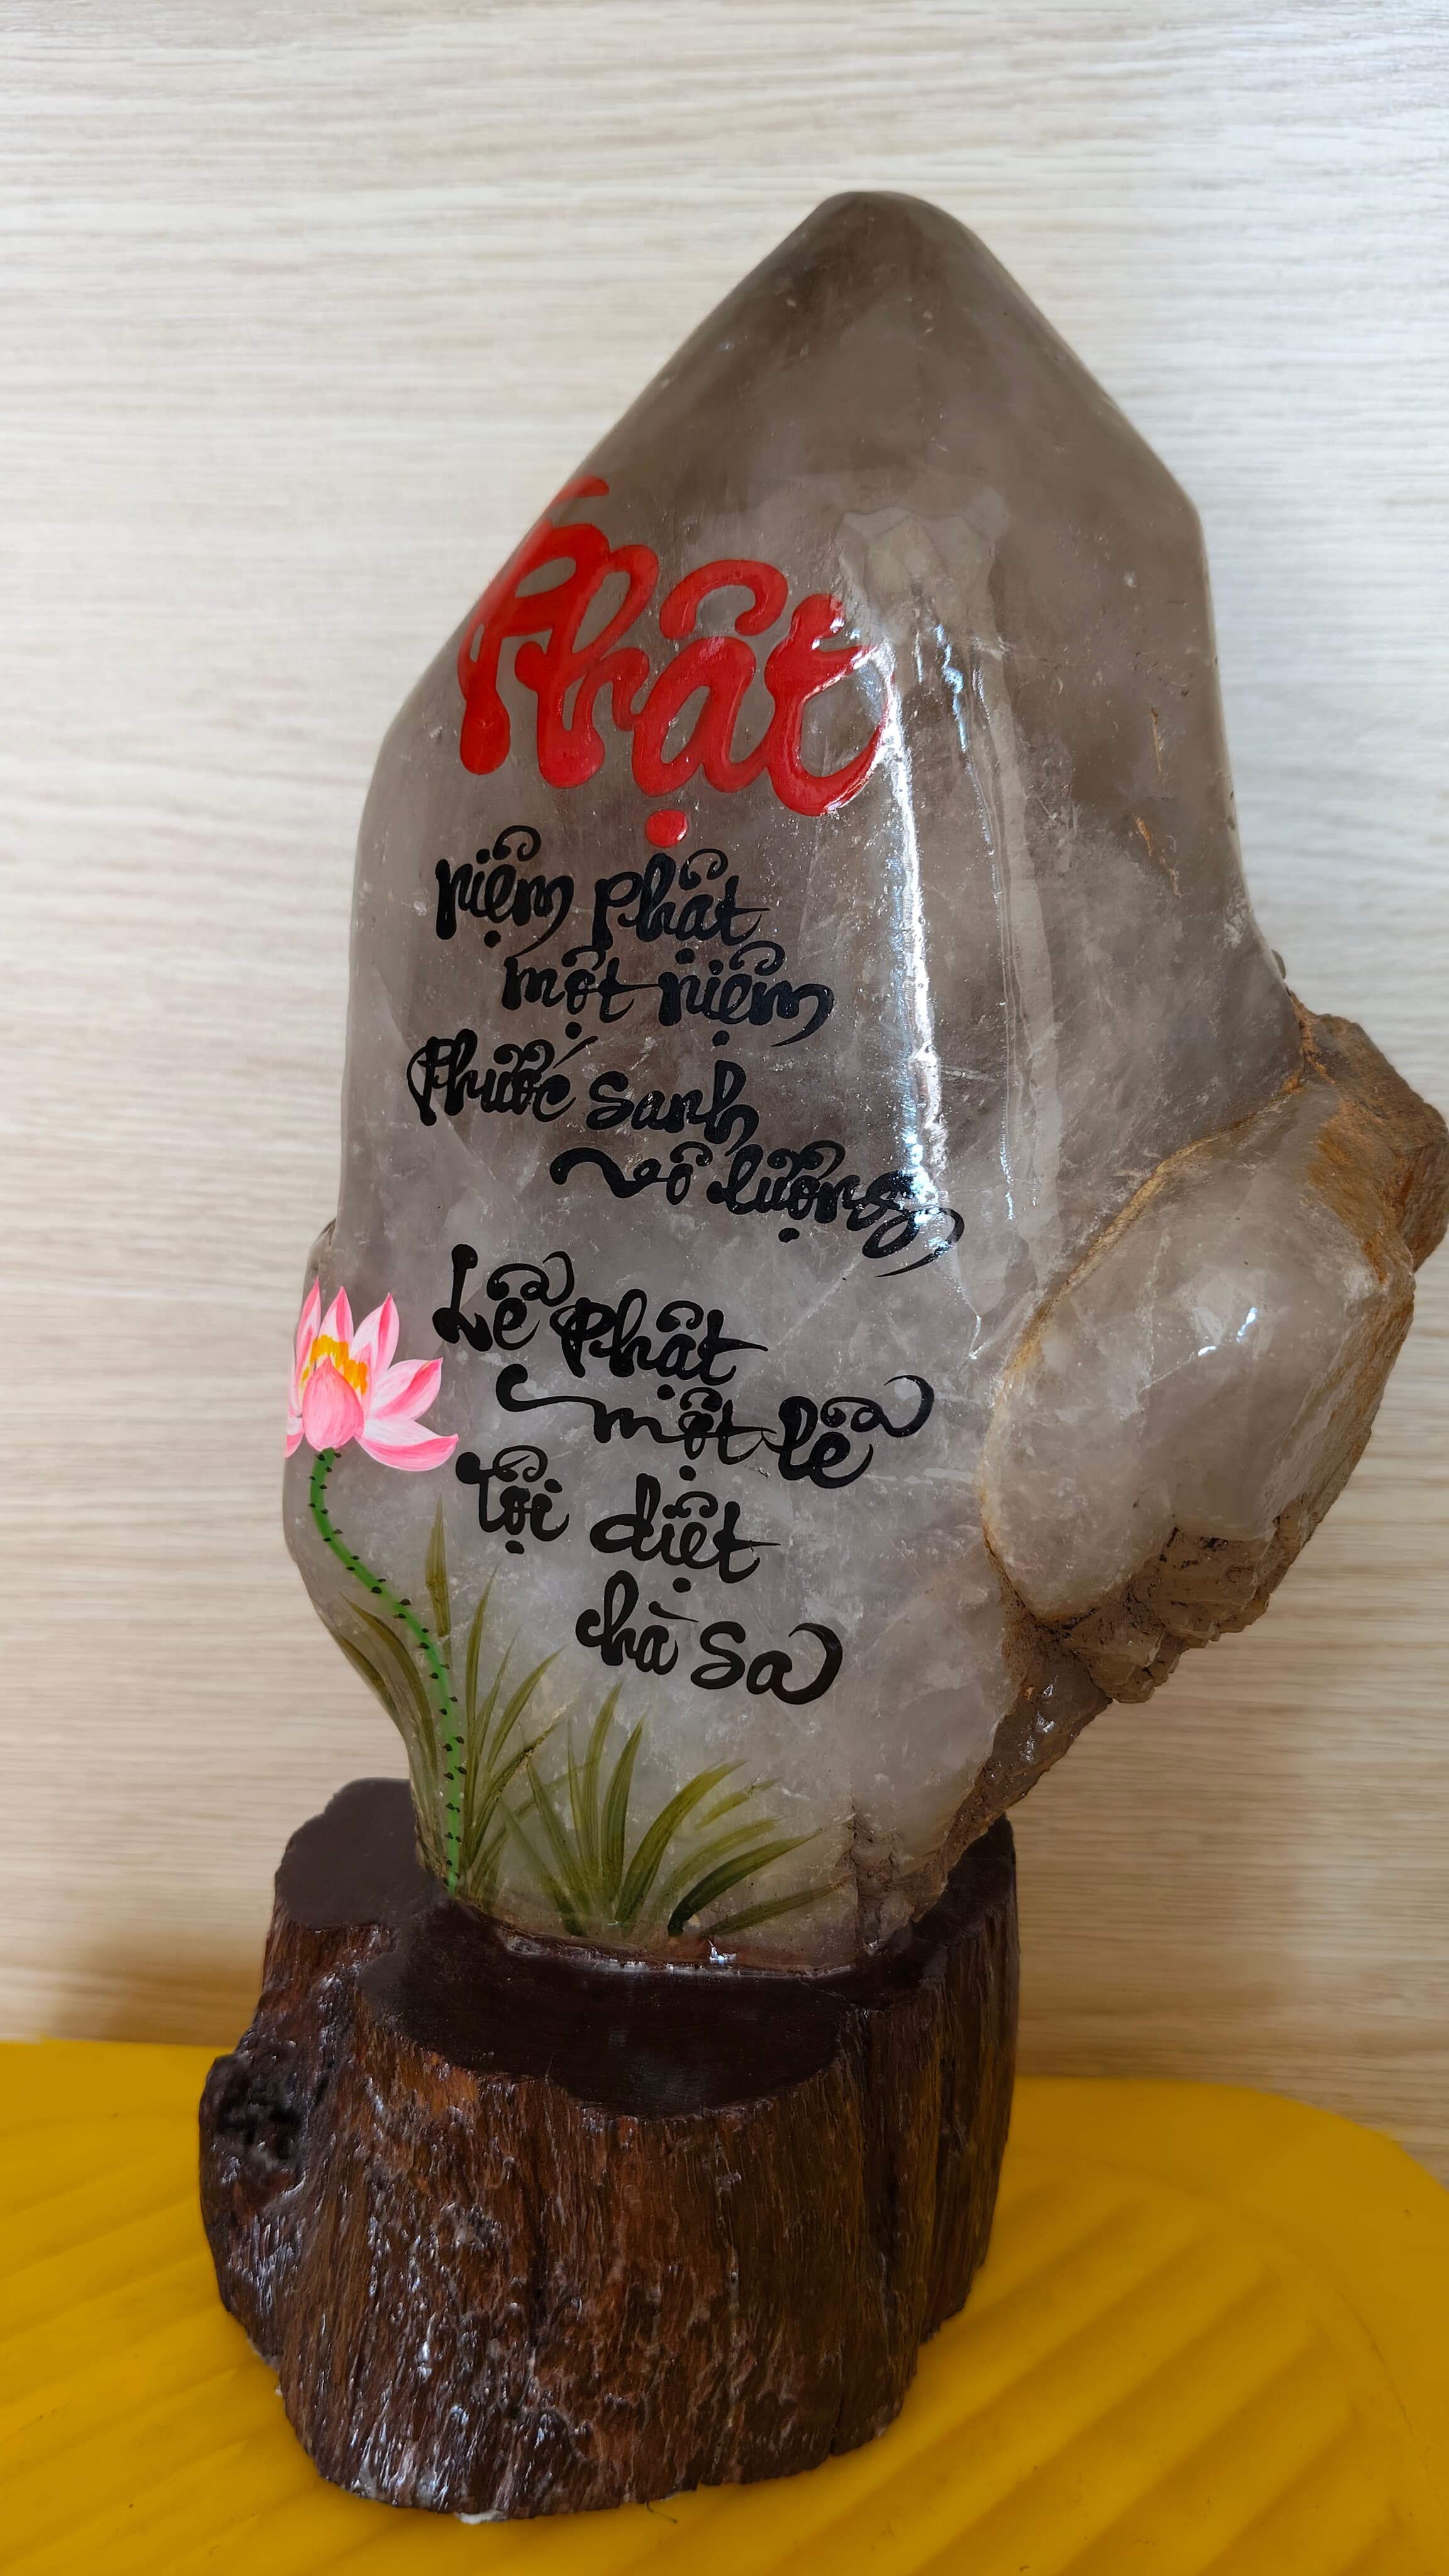 Phật
niệm Phật
một niệm
Phước sanh
vô lượng
Lễ Phật
một lễ
Tội diệt
hà sa